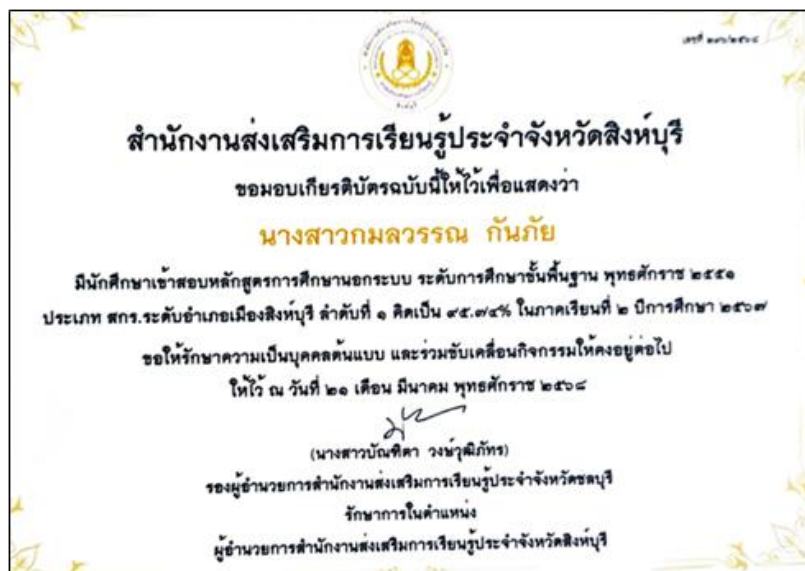 เลขที่
สำนักงานส่งเสริมการเรียนรู้ประจำจังหวัดสิงห์บุรี
ขอมอบเกียรติบัตรฉบับนี้ให้ไว้เพื่อแสดงว่า
นางสาวกมลวรรณ กันภัย
มีนักศึกษาเข้าสอบหลักสูตรการศึกษานอกระบบ ระดับการศึกษาขั้นพื้นฐาน พุทธศักราช ๒๕๕๑
ประเภท สกร.ระดับอำเภอเมืองสิงห์บุรี ลำดับที่ ๑ คิดเป็น ๙๕.๗๔% ในภาคเรียนที่ ๒ ปีการศึกษา ๒๕๖๗
ขอให้รักษาความเป็นบุคคลต้นแบบ และร่วมขับเคลื่อนกิจกรรมให้คงอยู่ต่อไป
ให้ไว้ ณ วันที่ ๒๑ เดือน มีนาคม พุทธศักราช ๒๕๖๘
(นางสาวบัณฑิตา วงษ์วุฒิภัทร)
รองผู้อำนวยการสำนักงานส่งเสริมการเรียนรู้ประจำจังหวัดชลบุรี
รักษาการในตำแหน่ง
ผู้อำนวยการสำนักงานส่งเสริมการเรียนรู้ประจำจังหวัดสิงห์บุรี